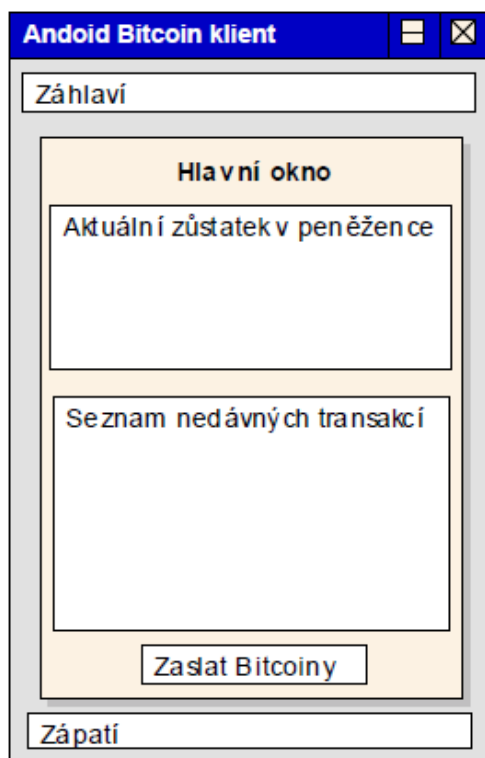 Andoid Bitcoin klient
Záhlaví
Hlavní okno
Aktuální zůstatek v peněžence
Seznam nedávných transakcí
Zaslat Bitcoiny
Zápatí